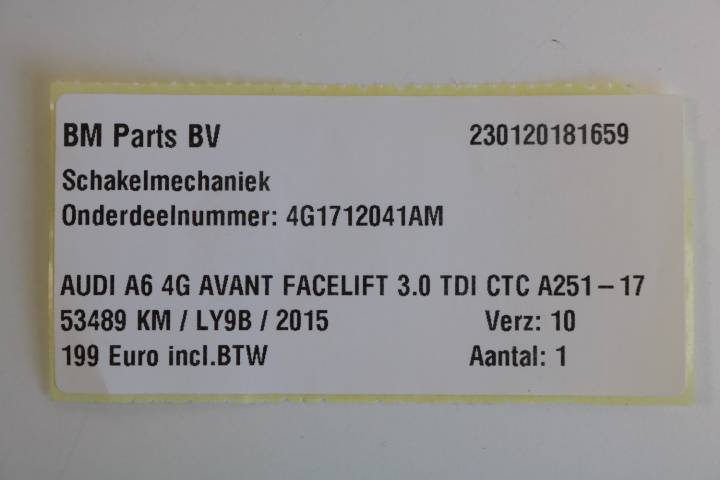 BM Parts BV 230120181659
Schakelmechaniek
Onderdeelnummer: 4G1712041AM
AUDI A6 4G AVANT FACELIFT 3.0 TDI CTC A251-17
53489 KM / LY9B / 2015 Verz: 10
199 Euro incl.BTW Aantal: 1